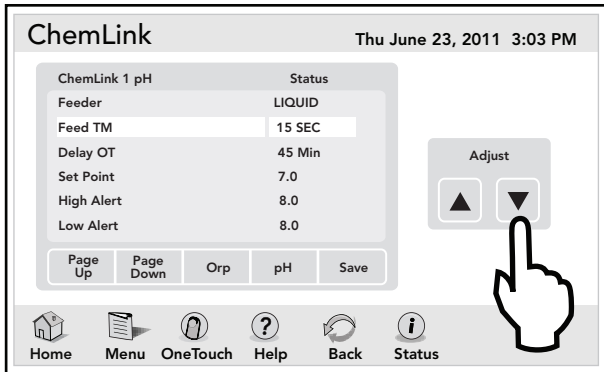 ChemLink
Thu June 23, 2011 3:03 PM
ChemLink 1 pH Status
Feeder LIQUID
Feed TM 15 SEC
Delay OT 45 Min
Set Point 7.0
High Alert 8.0
Low Alert 8.0
Adjust
Page Up Page Down Orp pH Save
Home Menu OneTouch Help Back Status